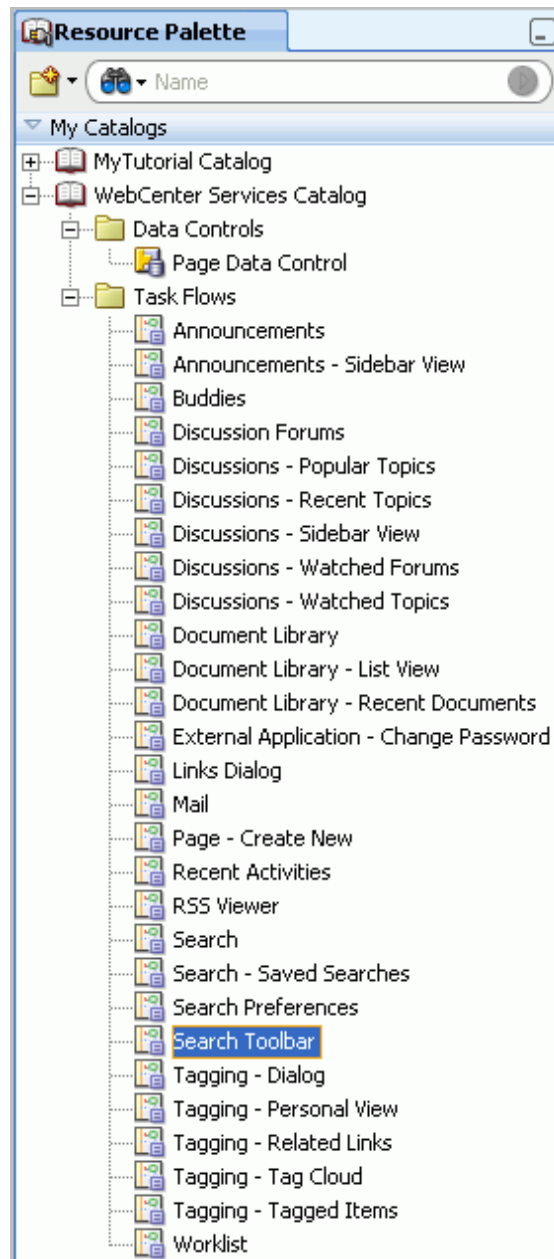 Resource Palette
Name
My Catalogs
MyTutorial Catalog
WebCenter Services Catalog
Data Controls
Page Data Control
Task Flows
Announcements
Announcements - Sidebar View
Buddies
Discussion Forums
Discussions - Popular Topics
Discussions - Recent Topics
Discussions - Sidebar View
Discussions - Watched Forums
Discussions - Watched Topics
Document Library
Document Library - List View
Document Library - Recent Documents
External Application - Change Password
Links Dialog
Mail
Page - Create New
Recent Activities
RSS Viewer
Search
Search - Saved Searches
Search Preferences
Search Toolbar
Tagging - Dialog
Tagging - Personal View
Tagging - Related Links
Tagging - Tag Cloud
Tagging - Tagged Items
Worklist